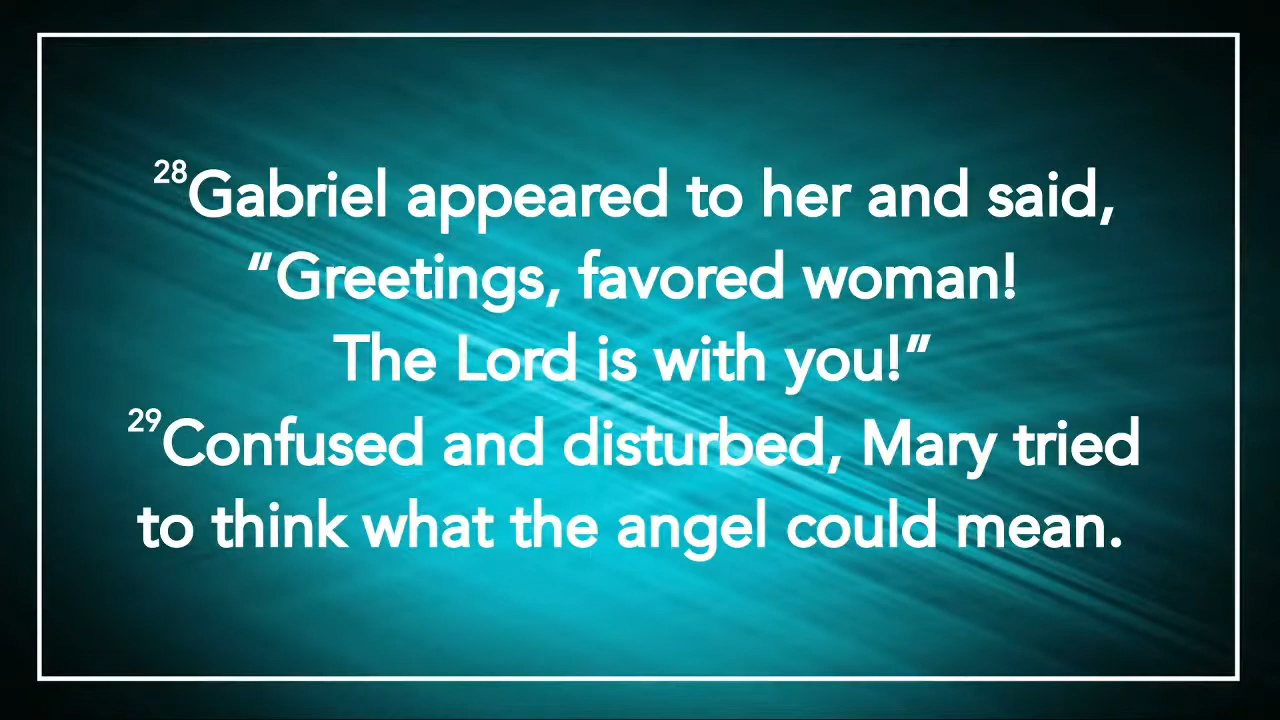 28Gabriel appeared to her and said,
“Greetings, favored woman!
The Lord is with you!”
29Confused and disturbed, Mary tried
to think what the angel could mean.